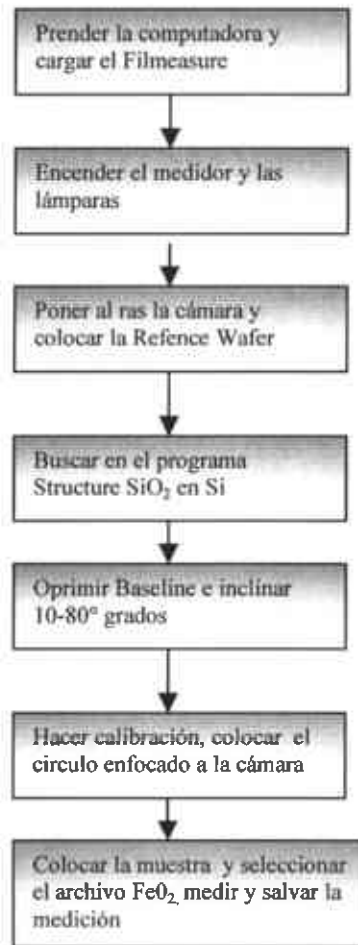 Prender la computadora y
cargar el Filmeasure
Encender el medidor y las
lámparas
Poner al ras la cámara y
colocar la Refence Wafer
Buscar en el programa
Structure SiO₂ en Si
Oprimir Baseline e inclinar
10-80° grados
Hacer calibración, colocar el
circulo enfocado a la cámara
Colocar la muestra y seleccionar
el archivo Fe0₂, medir y salvar la
medición